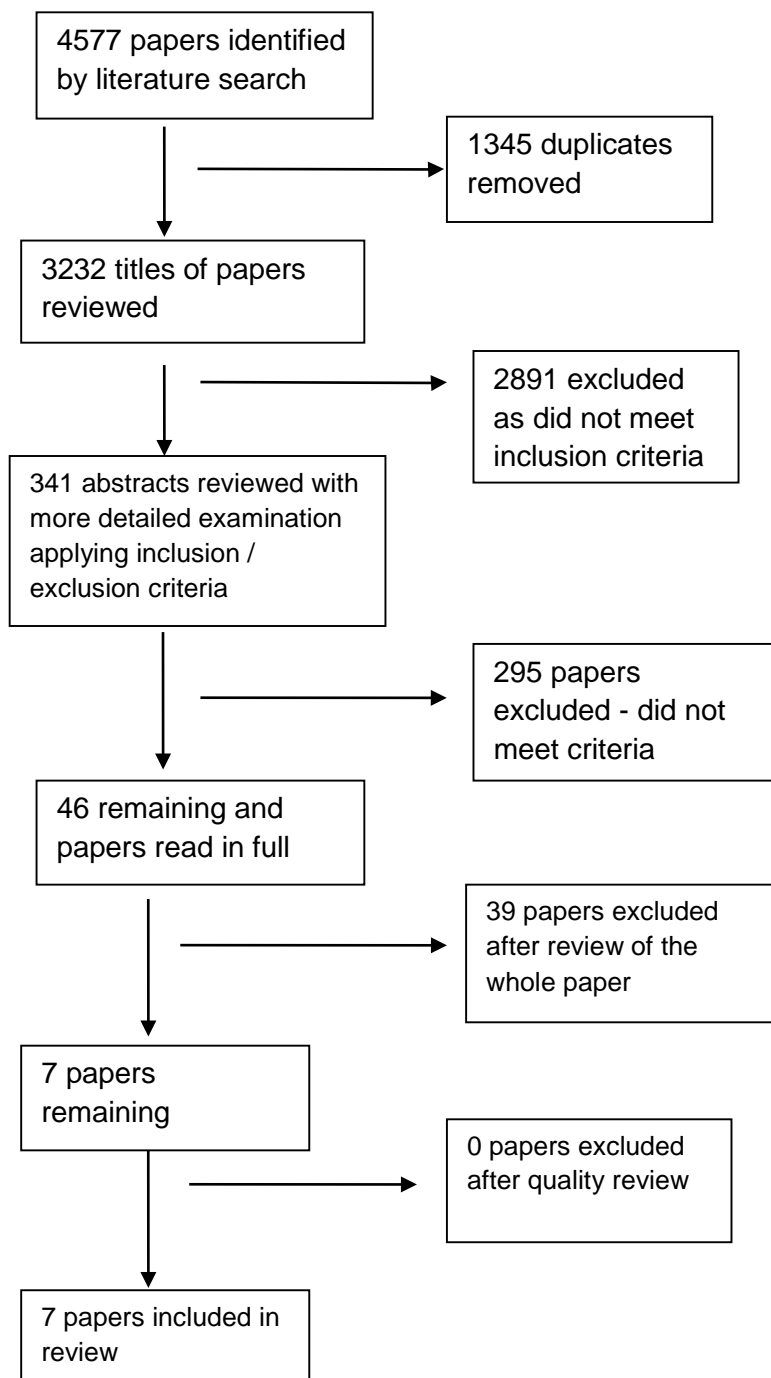 4577 papers identified
by literature search
1345 duplicates
removed
3232 titles of papers
reviewed
2891 excluded
as did not meet
inclusion criteria
341 abstracts reviewed with
more detailed examination
applying inclusion /
exclusion criteria
295 papers
excluded - did not
meet criteria
46 remaining and
papers read in full
39 papers excluded
after review of the
whole paper
7 papers
remaining
0 papers excluded
after quality review
7 papers included in
review